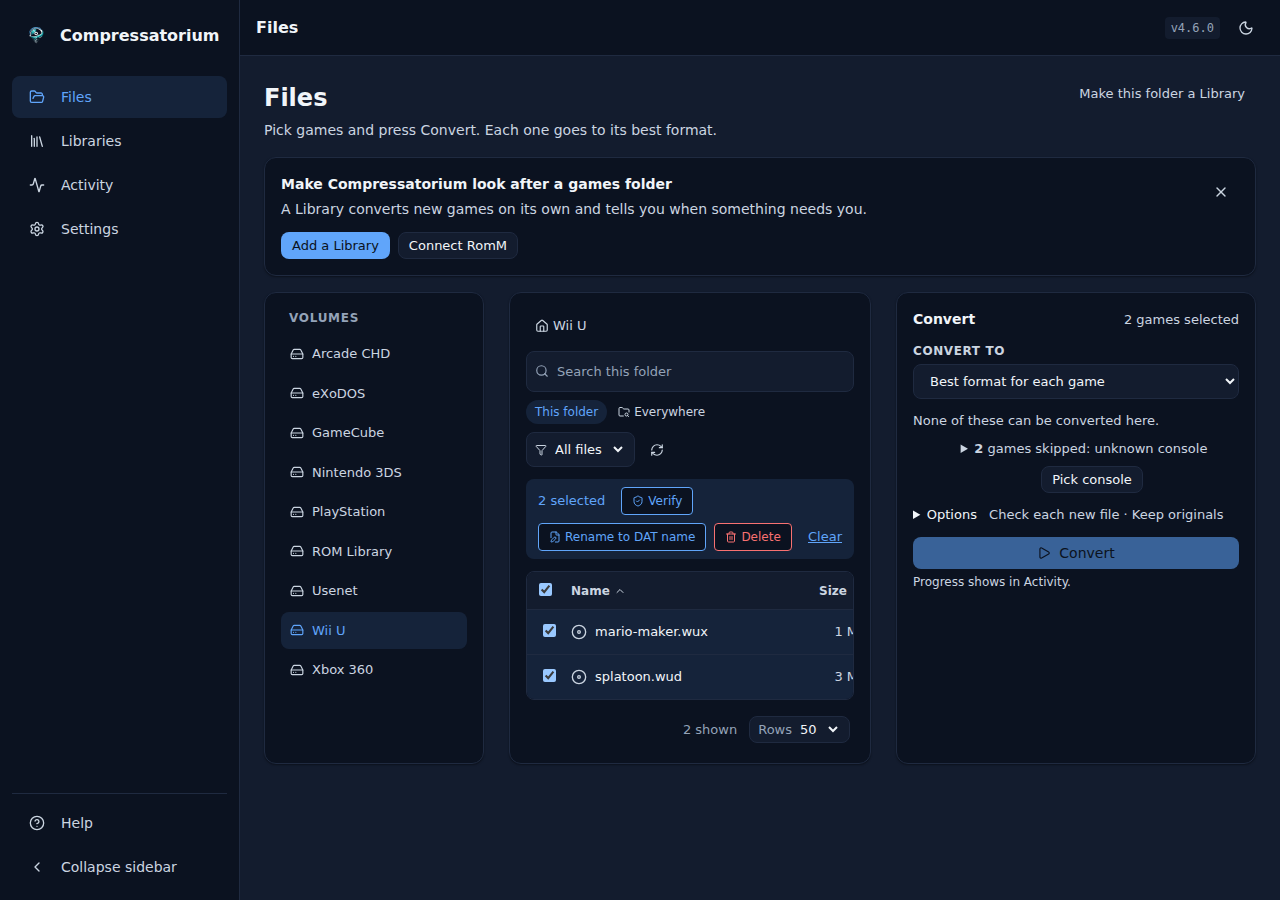 Compressatorium
Files
v4.6.0
Files
Libraries
Activity
Settings
Help
Collapse sidebar
Files
Make this folder a Library
Pick games and press Convert. Each one goes to its best format.
Make Compressatorium look after a games folder
A Library converts new games on its own and tells you when something needs you.
Add a Library
Connect RomM
VOLUMES
Arcade CHD
eXoDOS
GameCube
Nintendo 3DS
PlayStation
ROM Library
Usenet
Wii U
Xbox 360
Wii U
Search this folder
This folder
Everywhere
All files
2 selected
Verify
Rename to DAT name
Delete
Clear
Name
Size
mario-maker.wux
1 M
splatoon.wud
3 M
2 shown
Rows 50
Convert
2 games selected
CONVERT TO
Best format for each game
None of these can be converted here.
2 games skipped: unknown console
Pick console
Options
Check each new file · Keep originals
Convert
Progress shows in Activity.